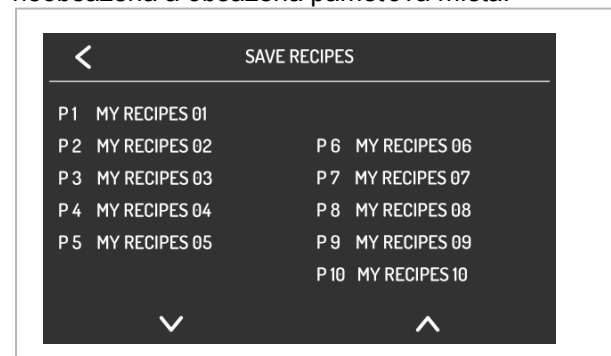 SAVE RECIPES
P1 MY RECIPES 01
P2 MY RECIPES 02
P3 MY RECIPES 03
P4 MY RECIPES 04
P5 MY RECIPES 05
P6 MY RECIPES 06
P7 MY RECIPES 07
P8 MY RECIPES 08
P9 MY RECIPES 09
P10 MY RECIPES 10